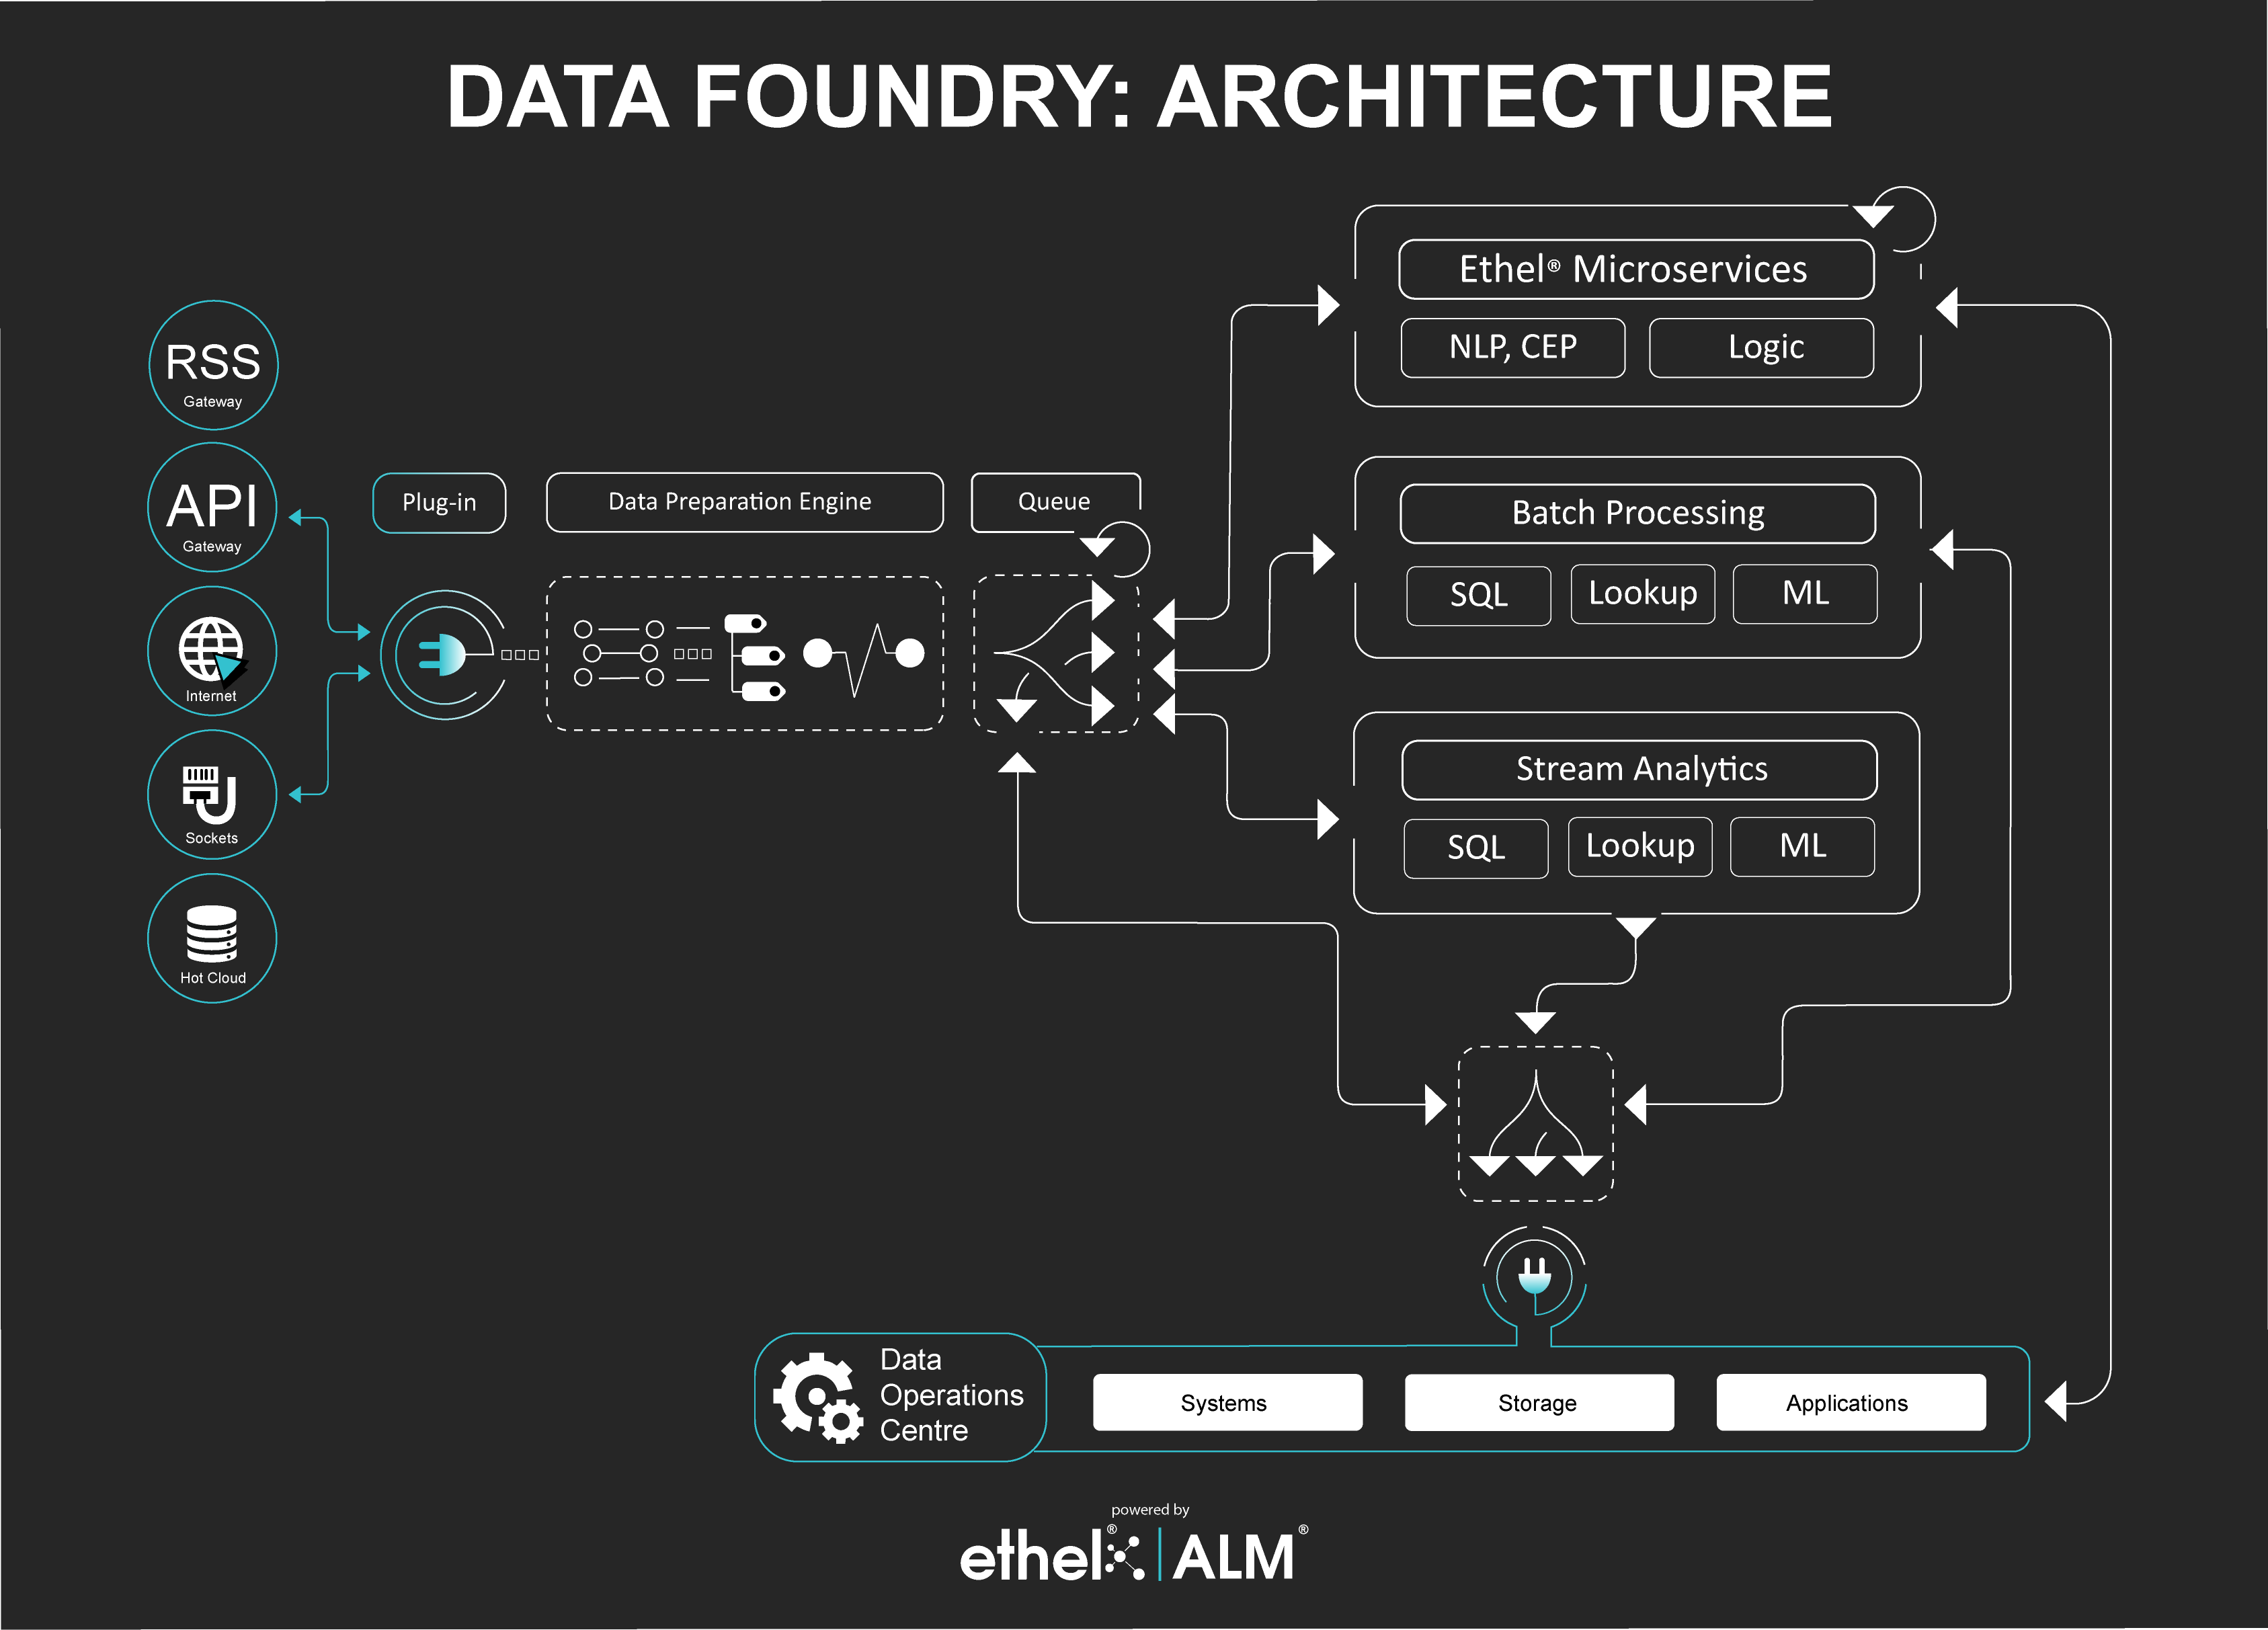 DATA FOUNDRY: ARCHITECTURE
RSS
Gateway
API
Gateway
Internet
Sockets
Hot Cloud
Plug-in
Data Preparation Engine
Queue
Ethel® Microservices
NLP, CEP
Logic
Batch Processing
SQL
Lookup
ML
Stream Analytics
SQL
Lookup
ML
Data
Operations
Centre
Systems
Storage
Applications
powered by
ethel® | ALM®